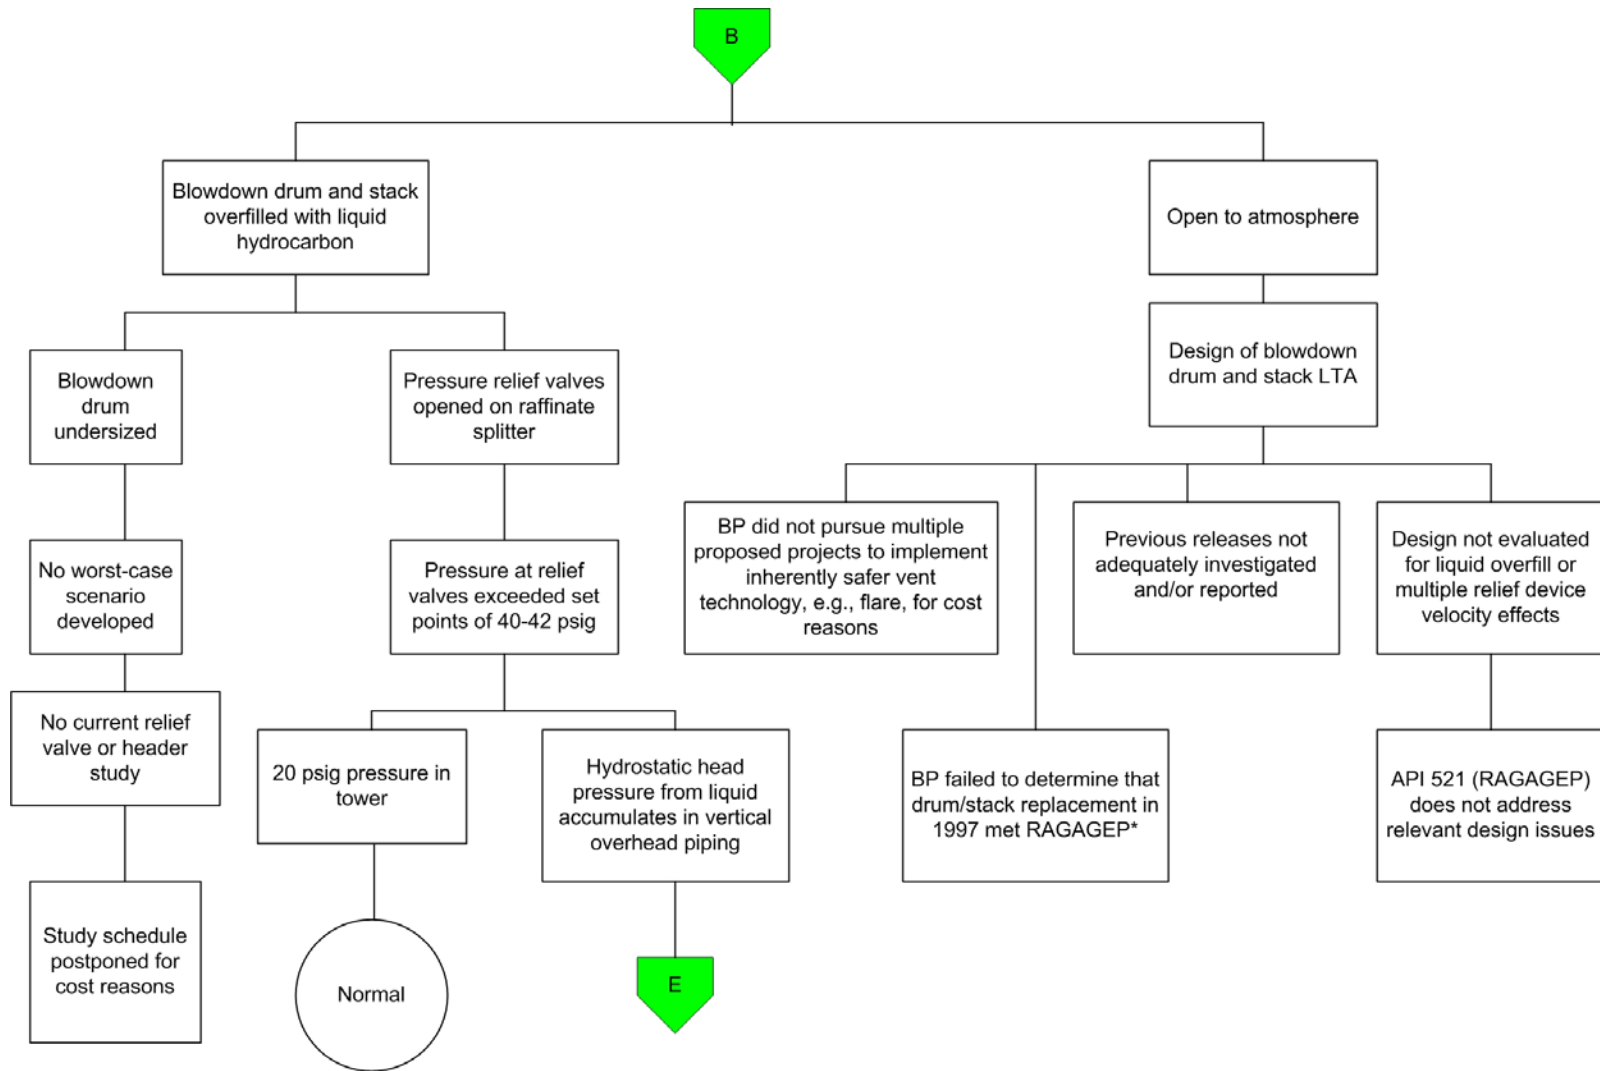 B
Blowdown drum and stack
overfilled with liquid
hydrocarbon
Open to atmosphere
Blowdown
drum
undersized
Pressure relief valves
opened on raffinate
splitter
Design of blowdown
drum and stack LTA
No worst-case
scenario
developed
Pressure at relief
valves exceeded set
points of 40-42 psig
BP did not pursue multiple
proposed projects to implement
inherently safer vent
technology, e.g., flare, for cost
reasons
Previous releases not
adequately investigated
and/or reported
Design not evaluated
for liquid overfill or
multiple relief device
velocity effects
No current relief
valve or header
study
20 psig pressure in
tower
Hydrostatic head
pressure from liquid
accumulates in vertical
overhead piping
BP failed to determine that
drum/stack replacement in
1997 met RAGAGEP*
API 521 (RAGAGEP)
does not address
relevant design issues
Study schedule
postponed for
cost reasons
Normal
E